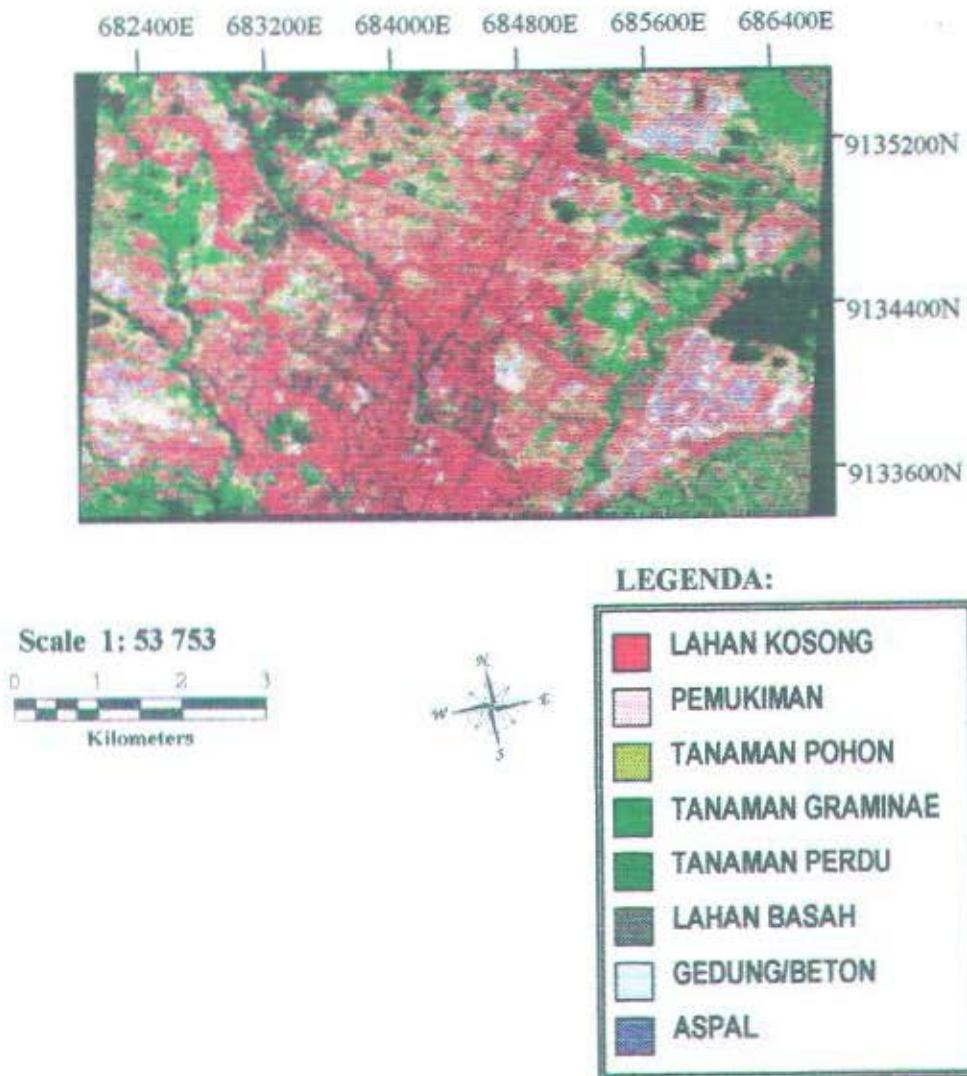 682400E 683200E 684000E 684800E 685600E 686400E
9135200N
9134400N
9133600N
LEGENDA:
Scale 1: 53 753
0 1 2 3
Kilometers
N
W E
S
LAHAN KOSONG
PEMUKIMAN
TANAMAN POHON
TANAMAN GRAMINAE
TANAMAN PERDU
LAHAN BASAH
GEDUNG/BETON
ASPAL